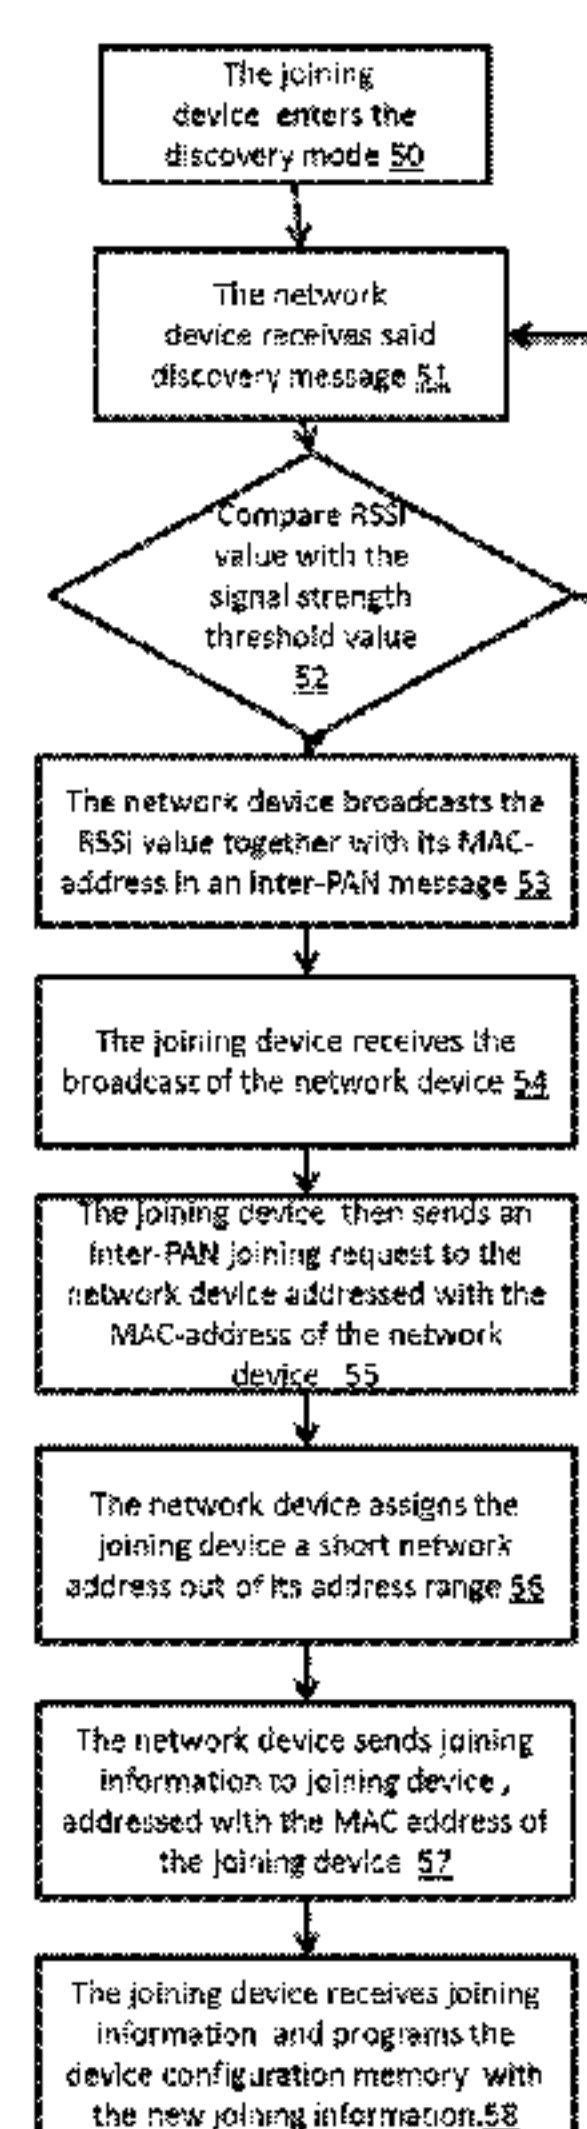 The joining
device enters the
discovery mode 50
The network
device receives said
discovery message 51
Compare RSSI
value with the
signal strength
threshold value
52
The network device broadcasts the
RSSI value together with its MAC-
address in an inter-PAN message 53
The joining device receives the
broadcast of the network device 54
The joining device then sends an
inter-PAN joining request to the
network device addressed with the
MAC-address of the network
device 55
The network device assigns the
joining device a short network
address out of its address range 56
The network device sends joining
information to joining device,
addressed with the MAC address of
the joining device 57
The joining device receives joining
information and programs the
device configuration memory with
the new joining information.58